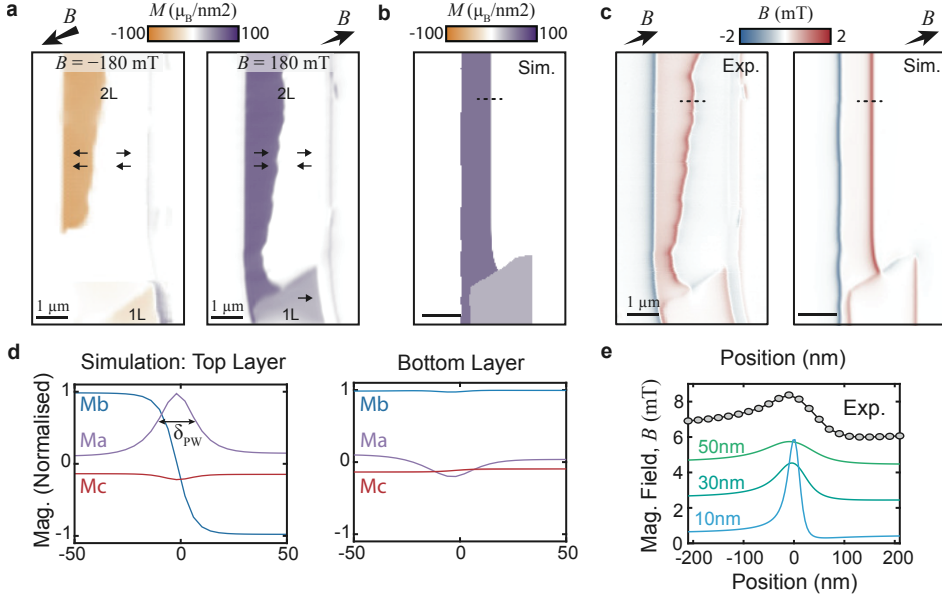 a
B
M (μB/nm2)
-100
100
B
B = −180 mT
B = 180 mT
2L
2L
1 μm
1L
1 μm
1L
b
M (μB/nm2)
-100
100
Sim.
c
B
B (mT)
-2
2
B
Exp.
Sim.
1 μm
d
Simulation: Top Layer
Bottom Layer
Mag. (Normalised)
1
0
-1
Mb
Ma
Mc
δPW
-50
0
50
1
0
-1
Mb
Ma
Mc
-50
0
50
Position (nm)
e
Mag. Field, B (mT)
8
6
4
2
0
Exp.
50nm
30nm
10nm
-200
-100
0
100
200
Position (nm)